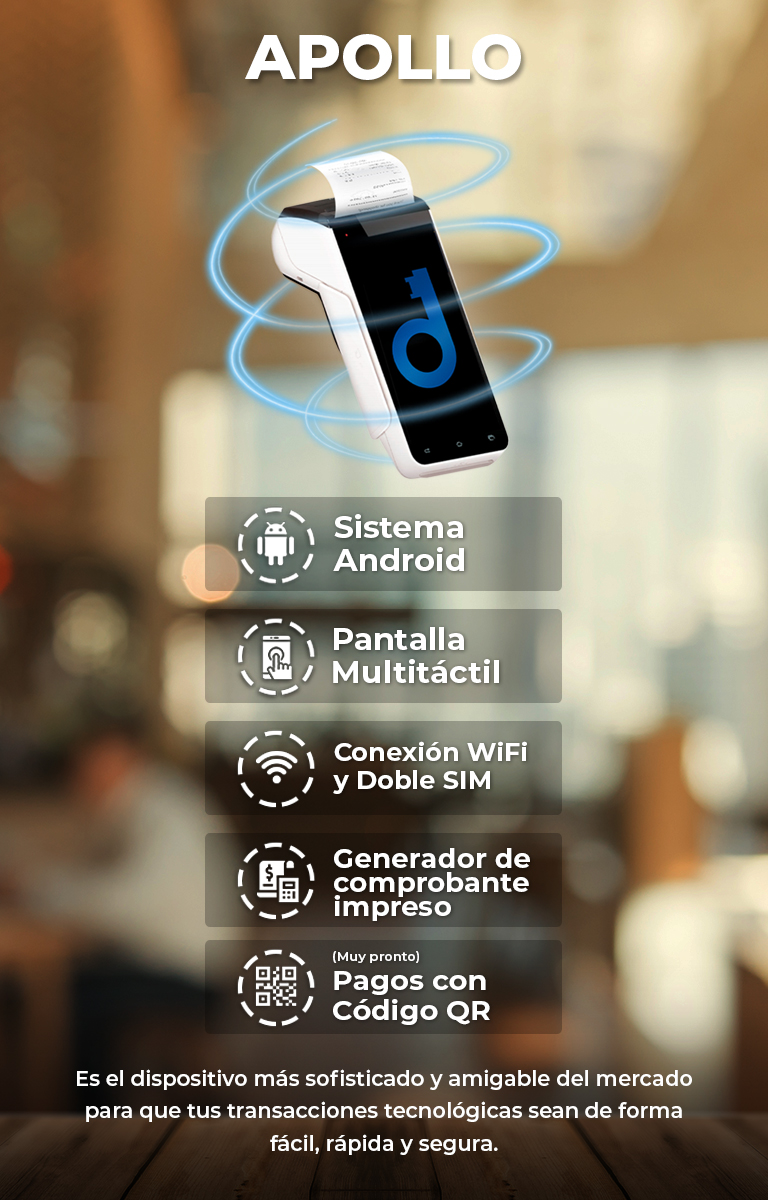 APOLLO
Sistema
Android
Pantalla
Multitáctil
Conexión WiFi
y Doble SIM
Generador de
comprobante
impreso
(Muy pronto)
Pagos con
Código QR
Es el dispositivo más sofisticado y amigable del mercado
para que tus transacciones tecnológicas sean de forma
fácil, rápida y segura.